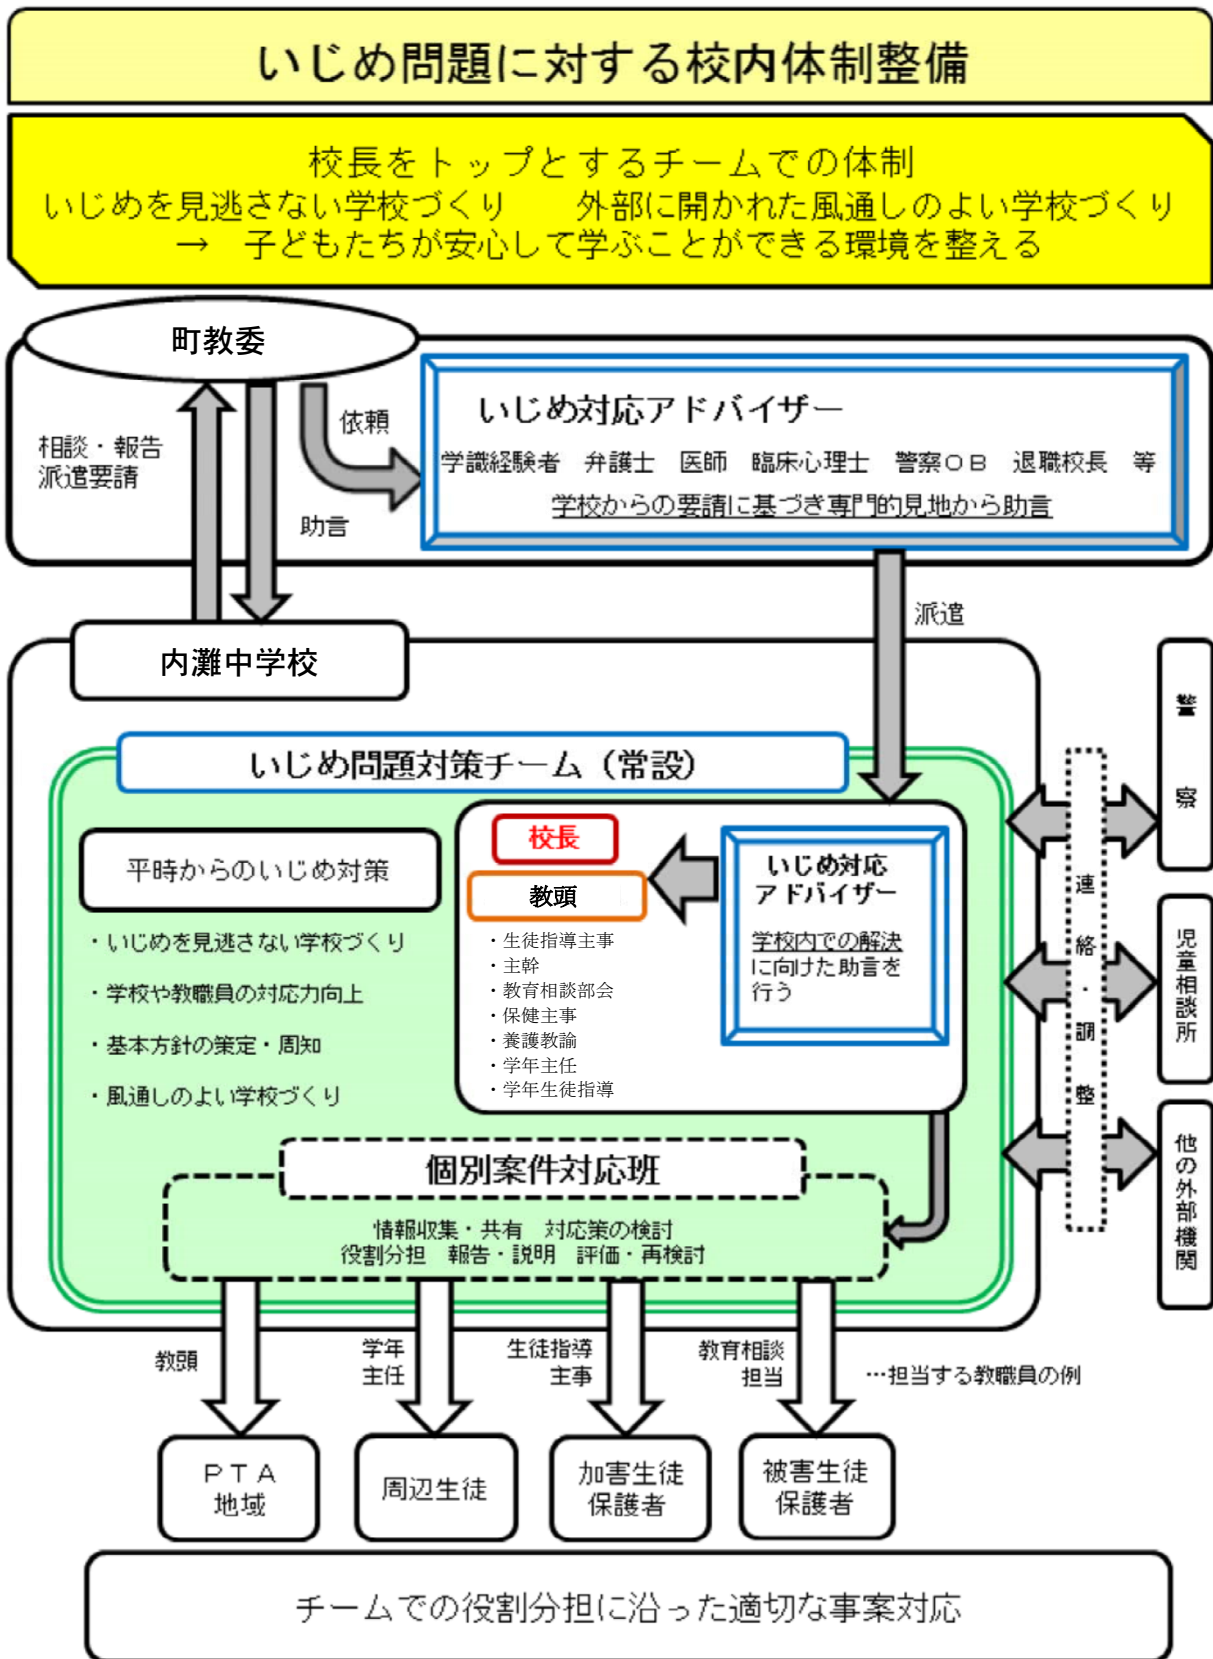 いじめ問題に対する校内体制整備
校長をトップとするチームでの体制
いじめを見逃さない学校づくり　　外部に開かれた風通しのよい学校づくり
→　子どもたちが安心して学ぶことができる環境を整える
町教委
相談・報告
派遣要請
助言
依頼
いじめ対応アドバイザー
学識経験者　弁護士　医師　臨床心理士　警察ＯＢ　退職校長　等
学校からの要請に基づき専門的見地から助言
派遣
内灘中学校
いじめ問題対策チーム（常設）
平時からのいじめ対策
・いじめを見逃さない学校づくり
・学校や教職員の対応力向上
・基本方針の策定・周知
・風通しのよい学校づくり
校長
教頭
・生徒指導主事
・主幹
・教育相談部会
・保健主事
・養護教諭
・学年主任
・学年生徒指導
いじめ対応
アドバイザー
学校内での解決
に向けた助言を
行う
連絡・調整
警察
児童相談所
他の外部機関
個別案件対応班
情報収集・共有　対応策の検討
役割分担　報告・説明　評価・再検討
教頭
学年
主任
生徒指導
主事
教育相談
担当
…担当する教職員の例
ＰＴＡ
地域
周辺生徒
加害生徒
保護者
被害生徒
保護者
チームでの役割分担に沿った適切な事案対応